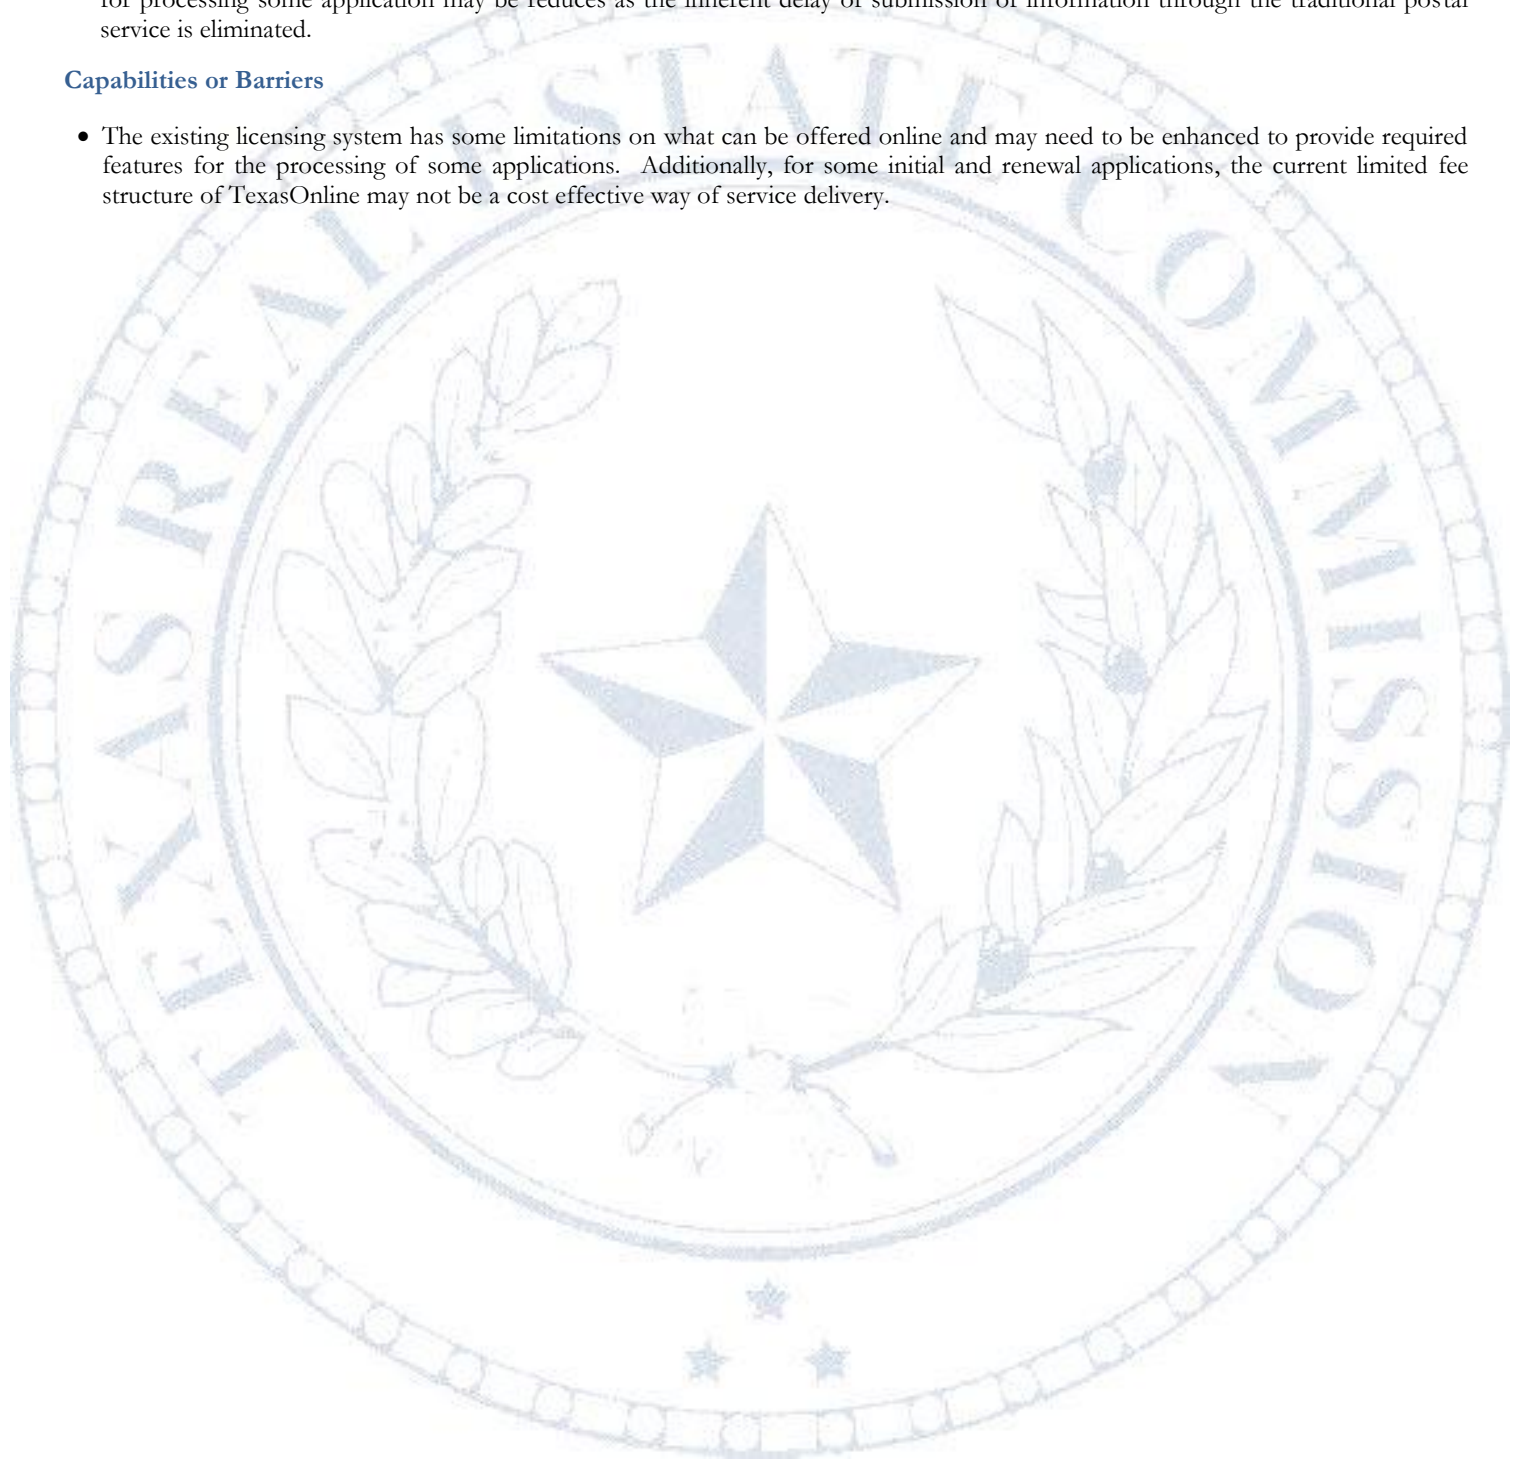 for processing some application may be reduces as the inherent delay of submission of information through the traditional postal
service is eliminated.
Capabilities or Barriers
• The existing licensing system has some limitations on what can be offered online and may need to be enhanced to provide required
features for the processing of some applications.  Additionally, for some initial and renewal applications, the current limited fee
structure of TexasOnline may not be a cost effective way of service delivery.
TEXAS REAL ESTATE COMMISSION